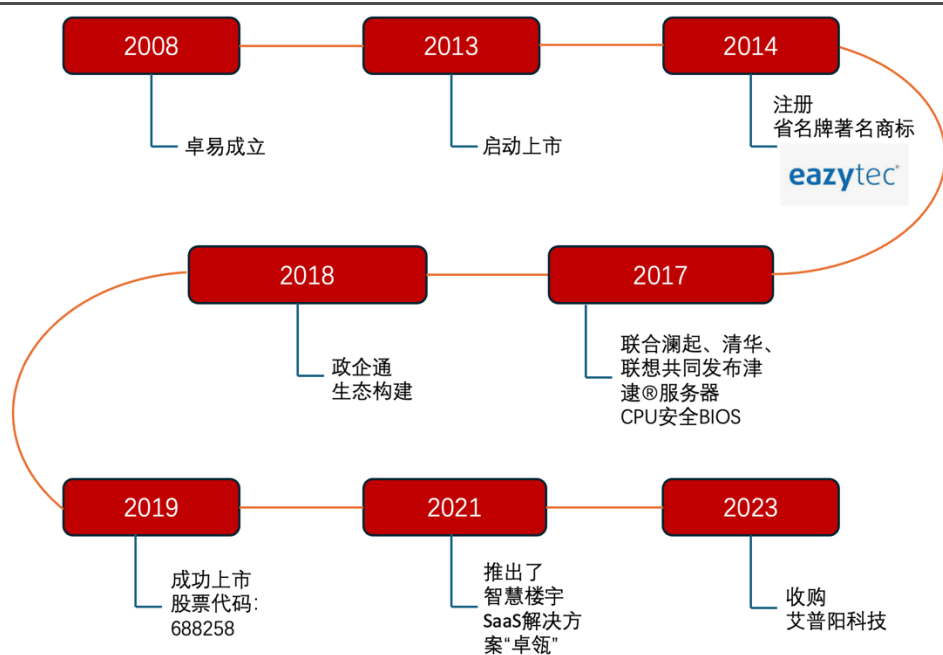 2008
卓易成立
2013
启动上市
2014
注册
省名牌著名商标
eazytec®
2017
联合澜起、清华、
联想共同发布津
逮®服务器
CPU安全BIOS
2018
政企通
生态构建
2019
成功上市
股票代码：
688258
2021
推出了
智慧楼宇
SaaS解决方
案“卓瓴”
2023
收购
艾普阳科技